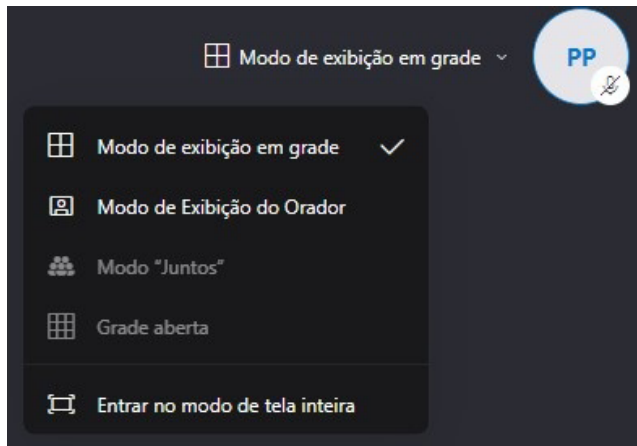 Modo de exibição em grade
PP
Modo de exibição em grade
Modo de Exibição do Orador
Modo “Juntos”
Grade aberta
Entrar no modo de tela inteira